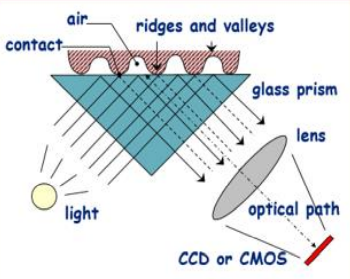 air
ridges and valleys
contact
glass prism
lens
light
optical path
CCD or CMOS